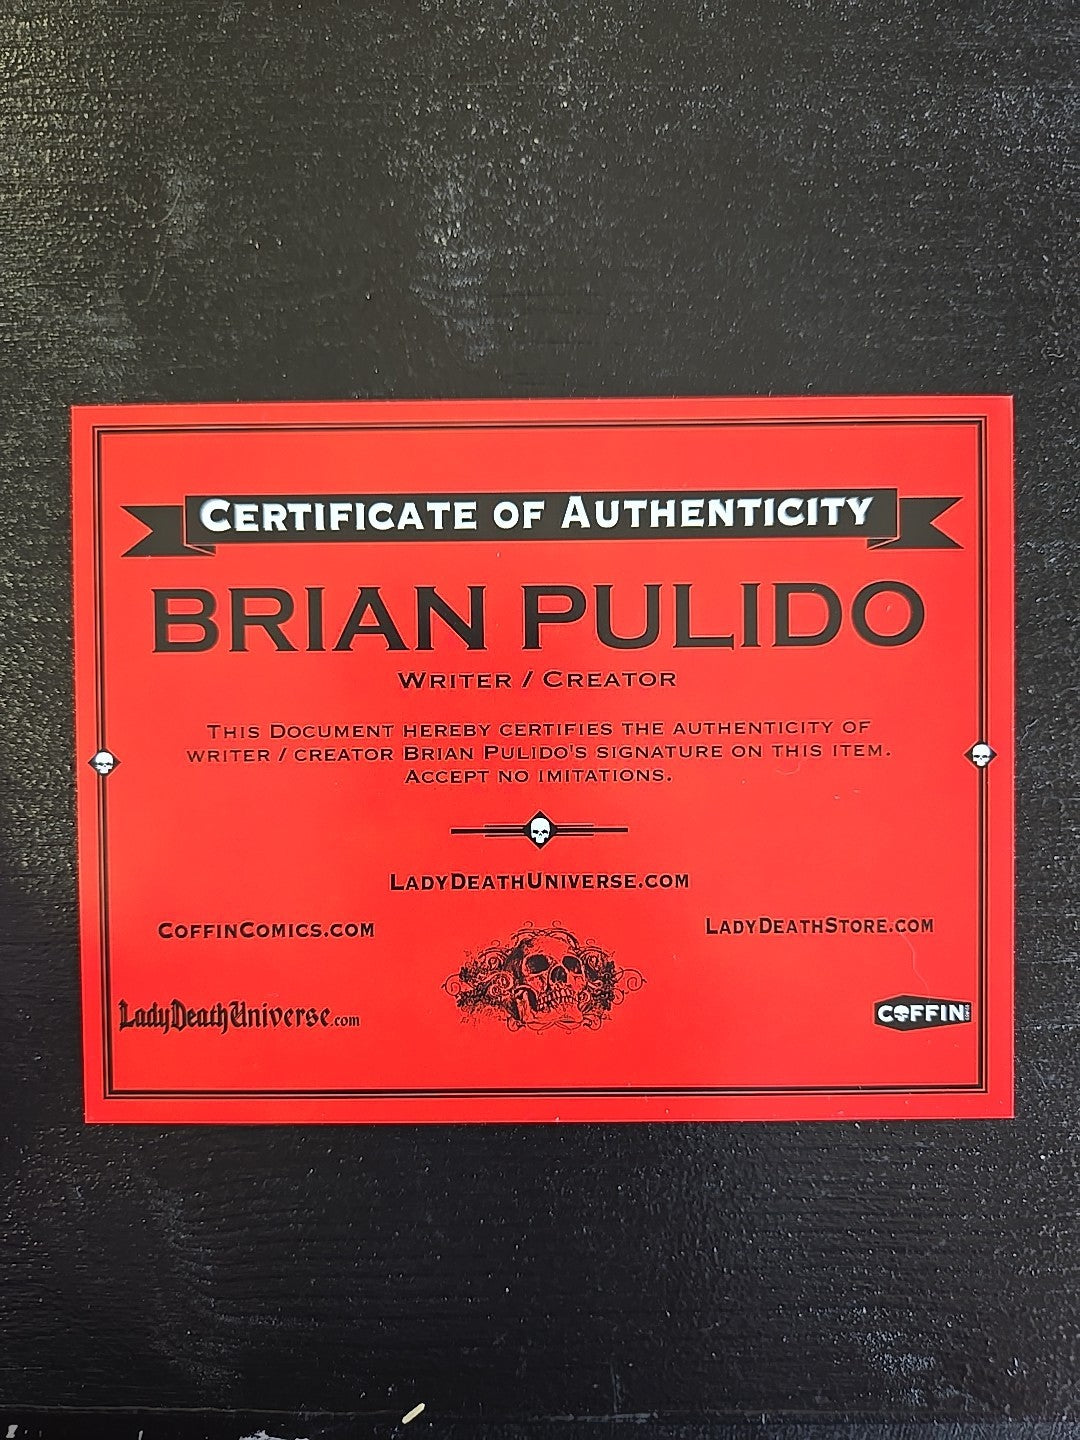 CERTIFICATE OF AUTHENTICITY
BRIAN PULIDO
WRITER / CREATOR
THIS DOCUMENT HEREBY CERTIFIES THE AUTHENTICITY OF
WRITER / CREATOR BRIAN PULIDO'S SIGNATURE ON THIS ITEM.
ACCEPT NO IMITATIONS.
LADYDEATHUNIVERSE.COM
COFFINCOMICS.COM
LADYDEATHSTORE.COM
LadyDeathUniverse.com
COFFIN